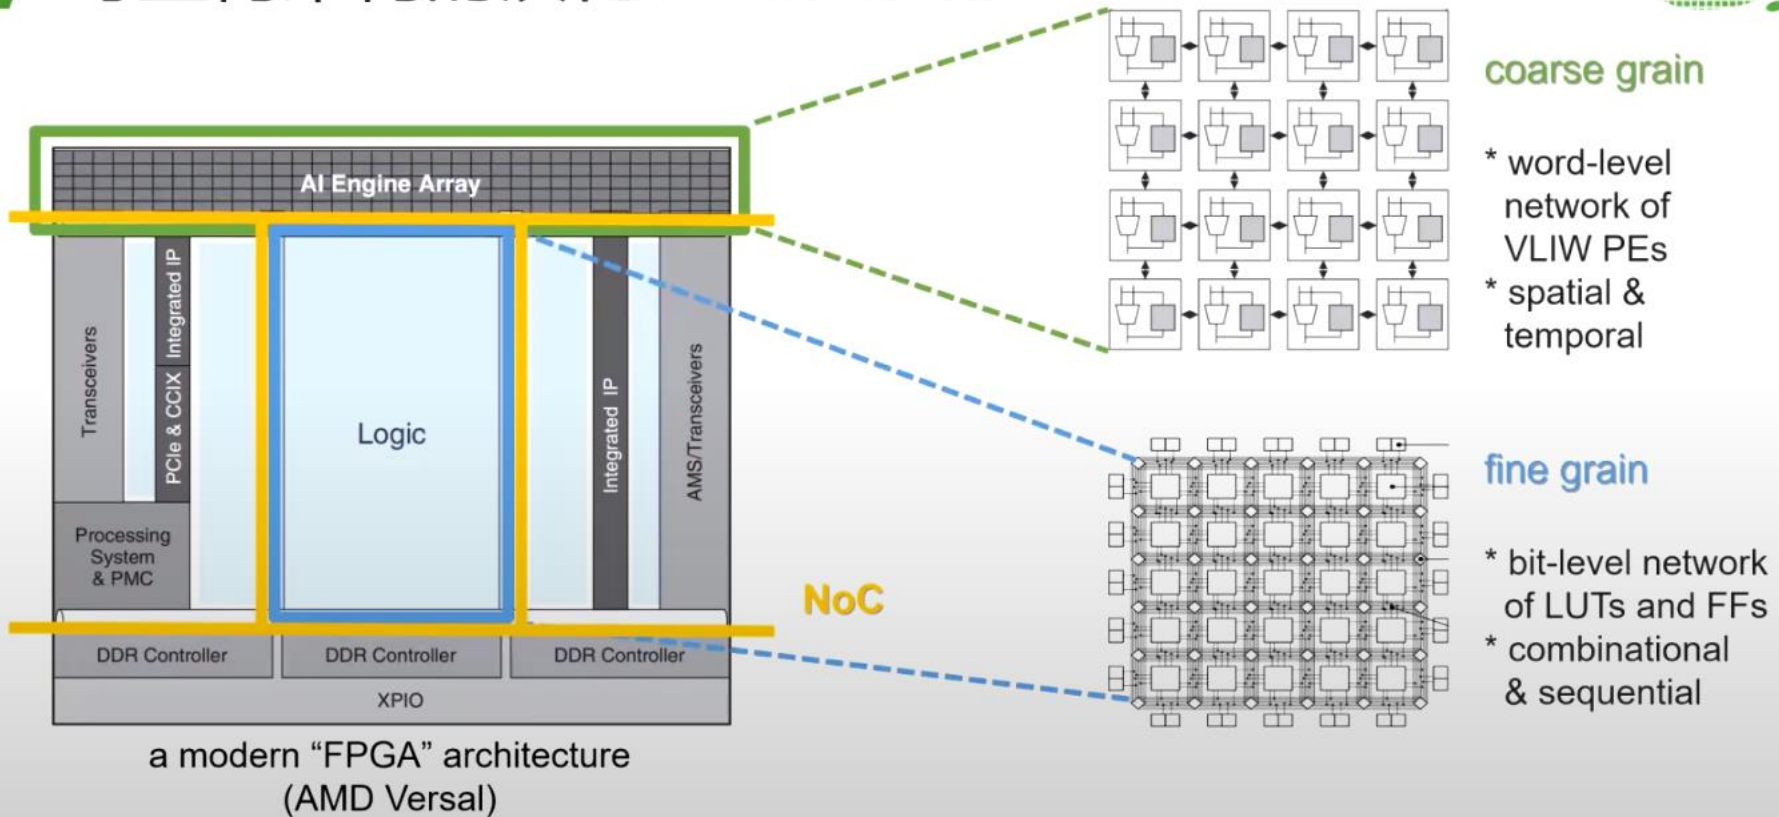 AI Engine Array
Transceivers
PCIe & CCIX
Integrated IP
Logic
Integrated IP
AMS/Transceivers
Processing
System
& PMC
NoC
DDR Controller
DDR Controller
DDR Controller
XPIO
a modern “FPGA” architecture
(AMD Versal)
coarse grain
* word-level
network of
VLIW PEs
* spatial &
temporal
fine grain
* bit-level network
of LUTs and FFs
* combinational
& sequential